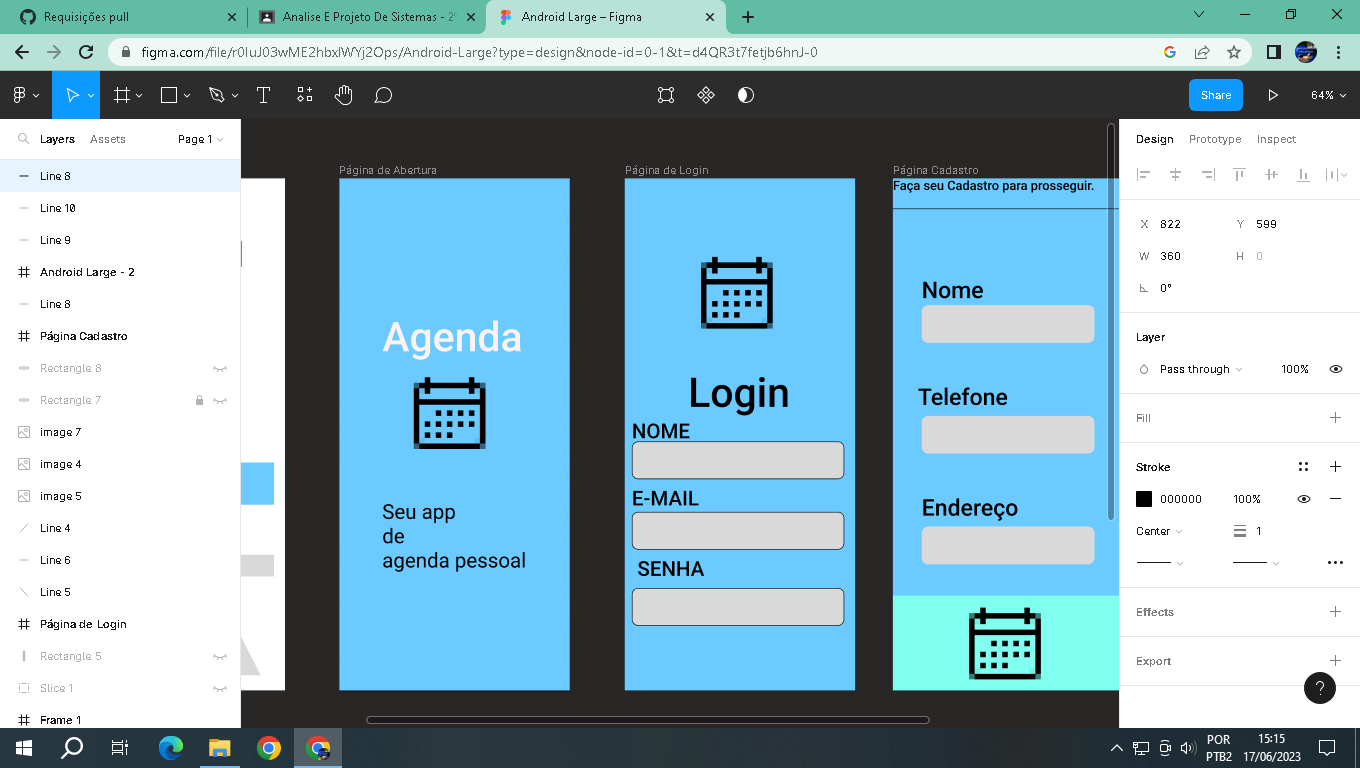 Requisições pull
Analise E Projeto De Sistemas - 2º
Android Large – Figma
figma.com/file/r0IuJ03wME2hbxIWYj2Ops/Android-Large?type=design&node-id=0-1&t=d4QR3t7fetjb6hnJ-0
Share
64%
Layers
Assets
Page 1
Line 8
Line 10
Line 9
Android Large - 2
Line 8
Página Cadastro
Rectangle 8
Rectangle 7
image 7
image 4
image 5
Line 4
Line 6
Line 5
Página de Login
Rectangle 5
Slice 1
Frame 1
Página de Abertura
Agenda
Seu app
de
agenda pessoal
Página de Login
Login
NOME
E-MAIL
SENHA
Página Cadastro
Faça seu Cadastro para prosseguir.
Nome
Telefone
Endereço
Design
Prototype
Inspect
X 822
Y 599
W 360
H 0
0°
Layer
Pass through
100%
Fill
Stroke
000000
100%
Center
1
Effects
Export
?
POR
PTB2
15:15
17/06/2023